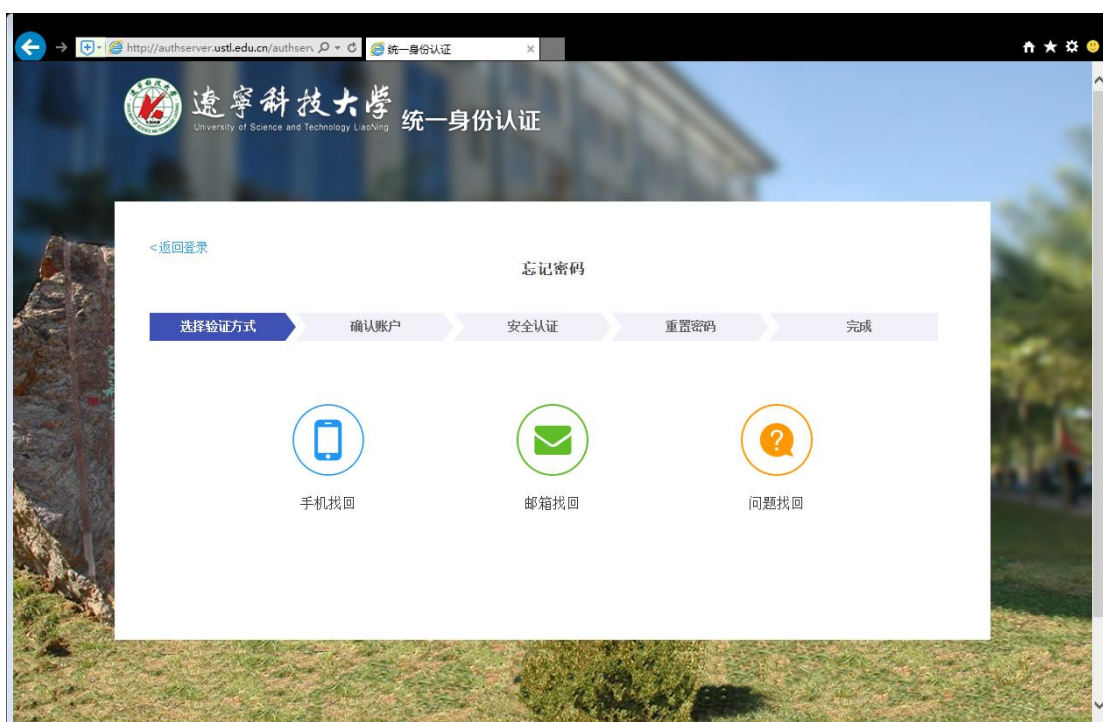 http://authserver.ustl.edu.cn/authserv
统一身份认证
遼寧科技大學
University of Science and Technology LiaoNing
统一身份认证
<返回登录
忘记密码
选择验证方式
确认账户
安全认证
重置密码
完成
手机找回
邮箱找回
问题找回